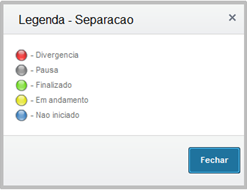 Legenda - Separacao
×
- Divergencia
- Pausa
- Finalizado
- Em andamento
- Nao iniciado
Fechar